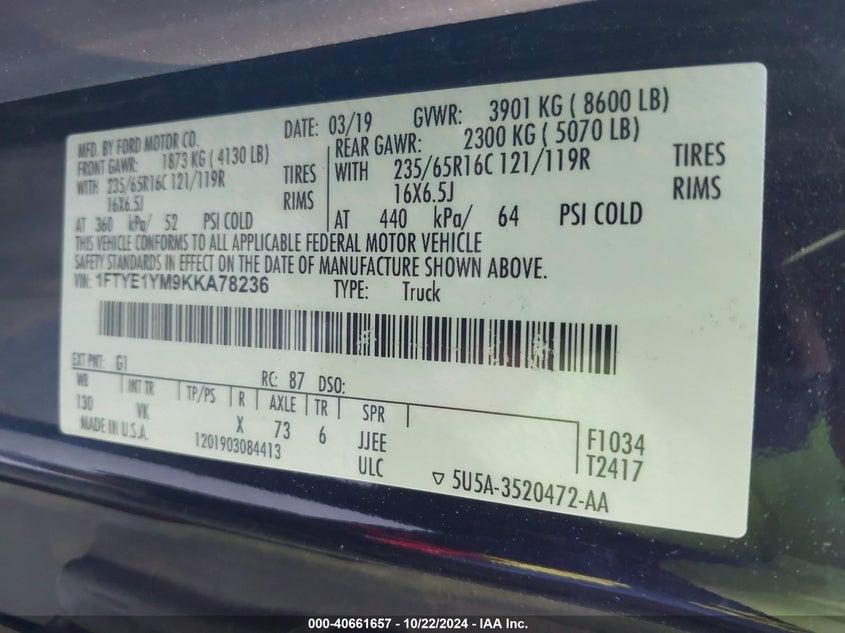 MFD. BY FORD MOTOR CO. DATE: 03/19 GVWR: 3901 KG ( 8600 LB)
FRONT GAWR: 1873 KG ( 4130 LB) REAR GAWR: 2300 KG ( 5070 LB)
WITH 235/65R16C 121/119R TIRES WITH 235/65R16C 121/119R TIRES
16X6.5J RIMS 16X6.5J RIMS
AT 360 kPa/ 52 PSI COLD AT 440 kPa/ 64 PSI COLD
THIS VEHICLE CONFORMS TO ALL APPLICABLE FEDERAL MOTOR VEHICLE
SAFETY STANDARDS IN EFFECT ON THE DATE OF MANUFACTURE SHOWN ABOVE.
VIN: 1FTYE1YM9KKA78236 TYPE: Truck
EXT PNT: G1 RC: 87 DSO:
WB INT TR TP/PS R AXLE TR SPR
130 VK X 73 6 JJEE F1034
MADE IN U.S.A. 1201903084413 ULC T2417
5U5A-3520472-AA
000-40661657 - 10/22/2024 - IAA Inc.